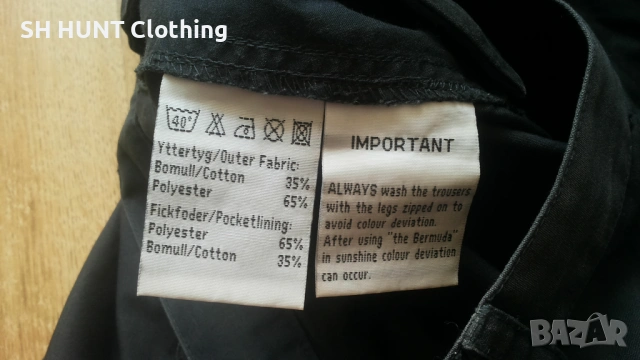 SH HUNT Clothing
40°
Yttertyg/Outer Fabric:
Bomull/Cotton 35%
Polyester 65%
Fickfoder/Pocketlining:
Polyester 65%
Bomull/Cotton 35%
IMPORTANT
ALWAYS wash the trousers
with the legs zipped on to
avoid colour deviation.
After using "the Bermuda"
in sunshine colour deviation
can occur.
BAZAR